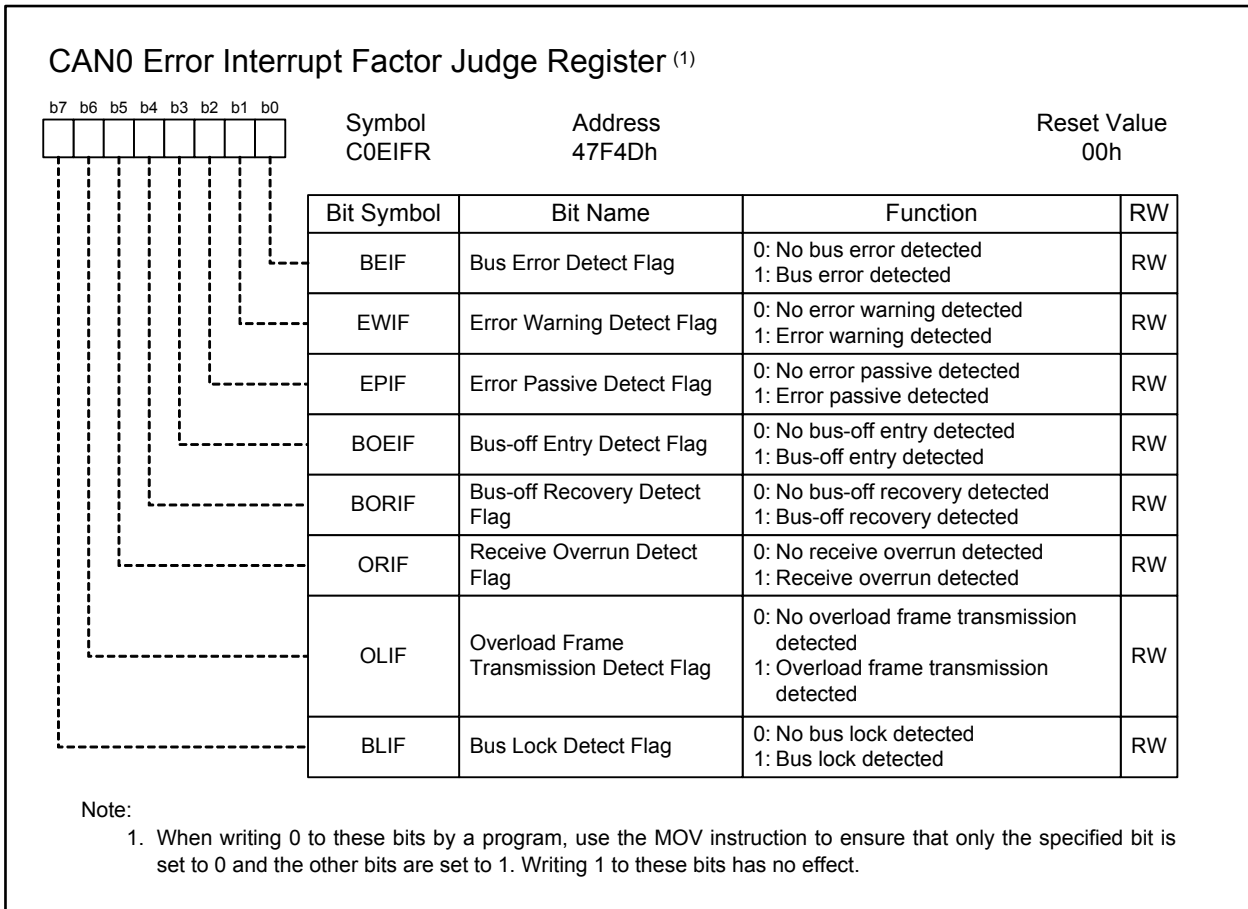 CAN0 Error Interrupt Factor Judge Register (1)
b7 b6 b5 b4 b3 b2 b1 b0
Symbol Address Reset Value
C0EIFR 47F4Dh 00h
Bit Symbol Bit Name Function RW
BEIF Bus Error Detect Flag 0: No bus error detected RW
1: Bus error detected
EWIF Error Warning Detect Flag 0: No error warning detected RW
1: Error warning detected
EPIF Error Passive Detect Flag 0: No error passive detected RW
1: Error passive detected
BOEIF Bus-off Entry Detect Flag 0: No bus-off entry detected RW
1: Bus-off entry detected
BORIF Bus-off Recovery Detect 0: No bus-off recovery detected RW
Flag 1: Bus-off recovery detected
ORIF Receive Overrun Detect 0: No receive overrun detected RW
Flag 1: Receive overrun detected
OLIF Overload Frame 0: No overload frame transmission RW
Transmission Detect Flag detected
1: Overload frame transmission
detected
BLIF Bus Lock Detect Flag 0: No bus lock detected RW
1: Bus lock detected
Note:
1. When writing 0 to these bits by a program, use the MOV instruction to ensure that only the specified bit is
set to 0 and the other bits are set to 1. Writing 1 to these bits has no effect.